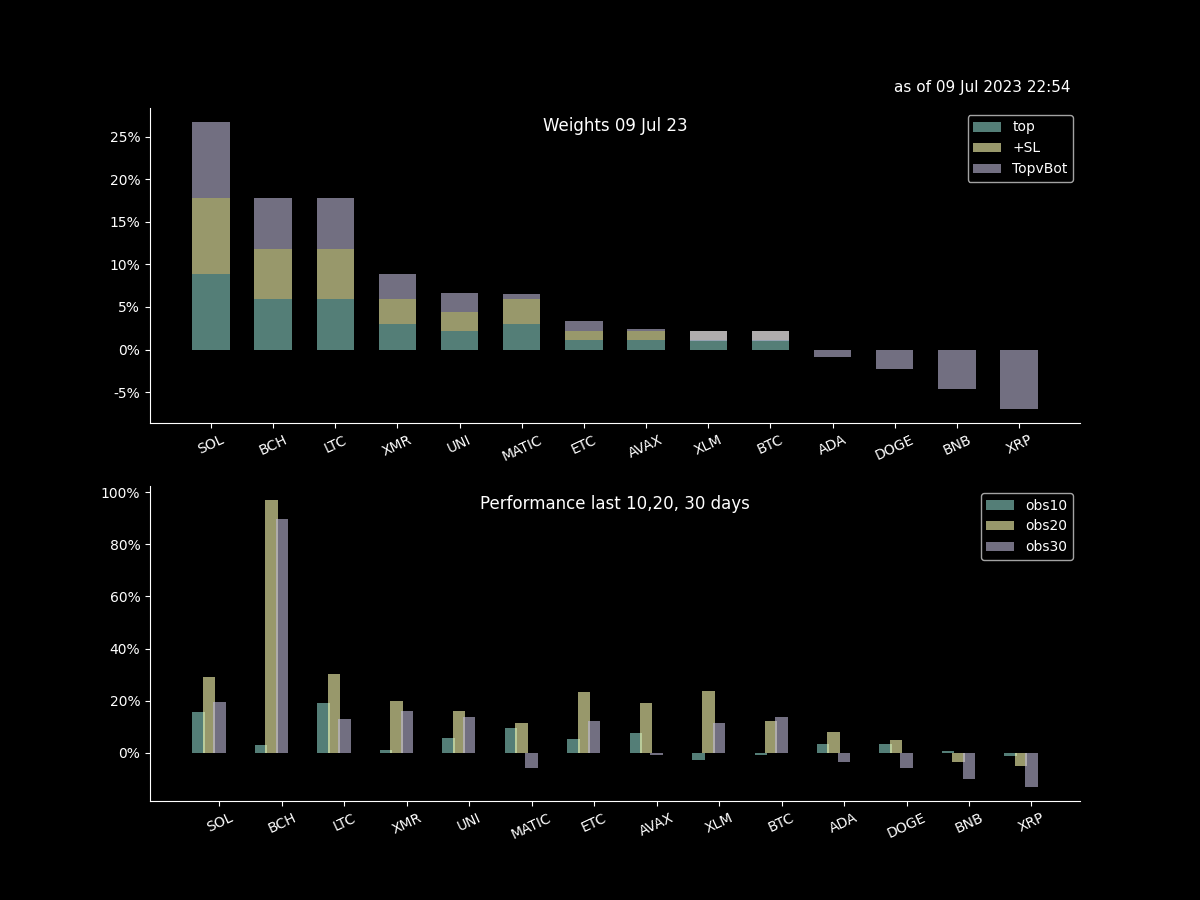 as of 09 Jul 2023 22:54
Weights 09 Jul 23
top
+SL
TopvBot
25%
20%
15%
10%
5%
0%
-5%
SOL BCH LTC XMR UNI MATIC ETC AVAX XLM BTC ADA DOGE BNB XRP
Performance last 10,20, 30 days
obs10
obs20
obs30
100%
80%
60%
40%
20%
0%
SOL BCH LTC XMR UNI MATIC ETC AVAX XLM BTC ADA DOGE BNB XRP